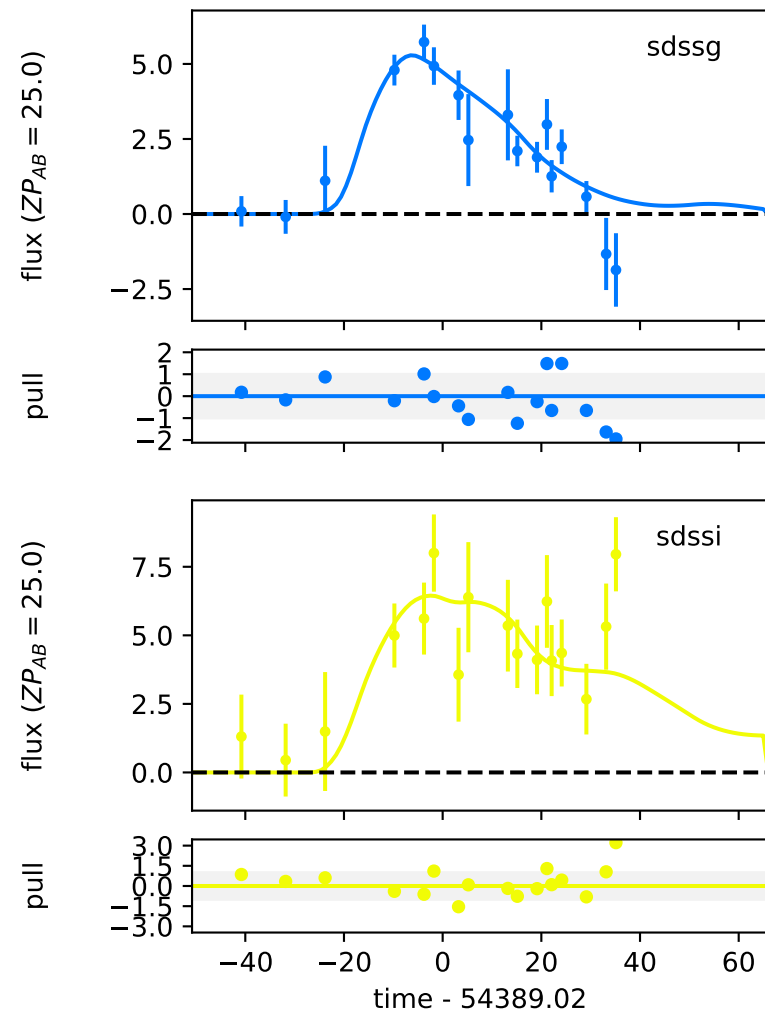 sdssg
flux (ZP_AB = 25.0)
5.0
2.5
0.0
−2.5
pull
2
1
0
−1
−2
sdssi
flux (ZP_AB = 25.0)
7.5
5.0
2.5
0.0
pull
3.0
1.5
0.0
−1.5
−3.0
−40 −20 0 20 40 60
time - 54389.02